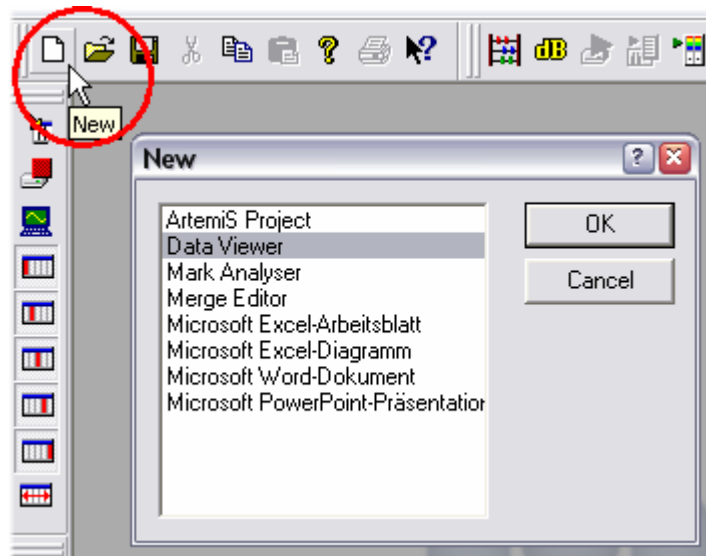 dB
New
New
ArtemiS Project
Data Viewer
Mark Analyser
Merge Editor
Microsoft Excel-Arbeitsblatt
Microsoft Excel-Diagramm
Microsoft Word-Dokument
Microsoft PowerPoint-Präsentation
OK
Cancel